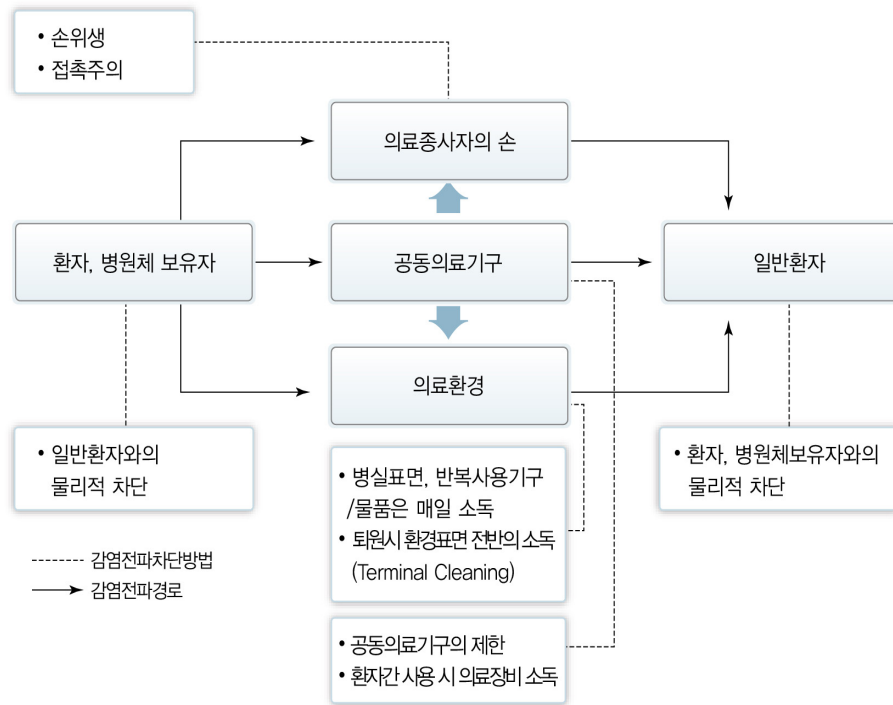 • 손위생
• 접촉주의
의료종사자의 손
환자, 병원체 보유자
공동의료기구
일반환자
의료환경
• 일반환자와의
물리적 차단
• 병실표면, 반복사용기구
/물품은 매일 소독
• 퇴원시 환경표면 전반의 소독
(Terminal Cleaning)
• 환자, 병원체보유자와의
물리적 차단
감염전파차단방법
감염전파경로
• 공동의료기구의 제한
• 환자간 사용 시 의료장비 소독